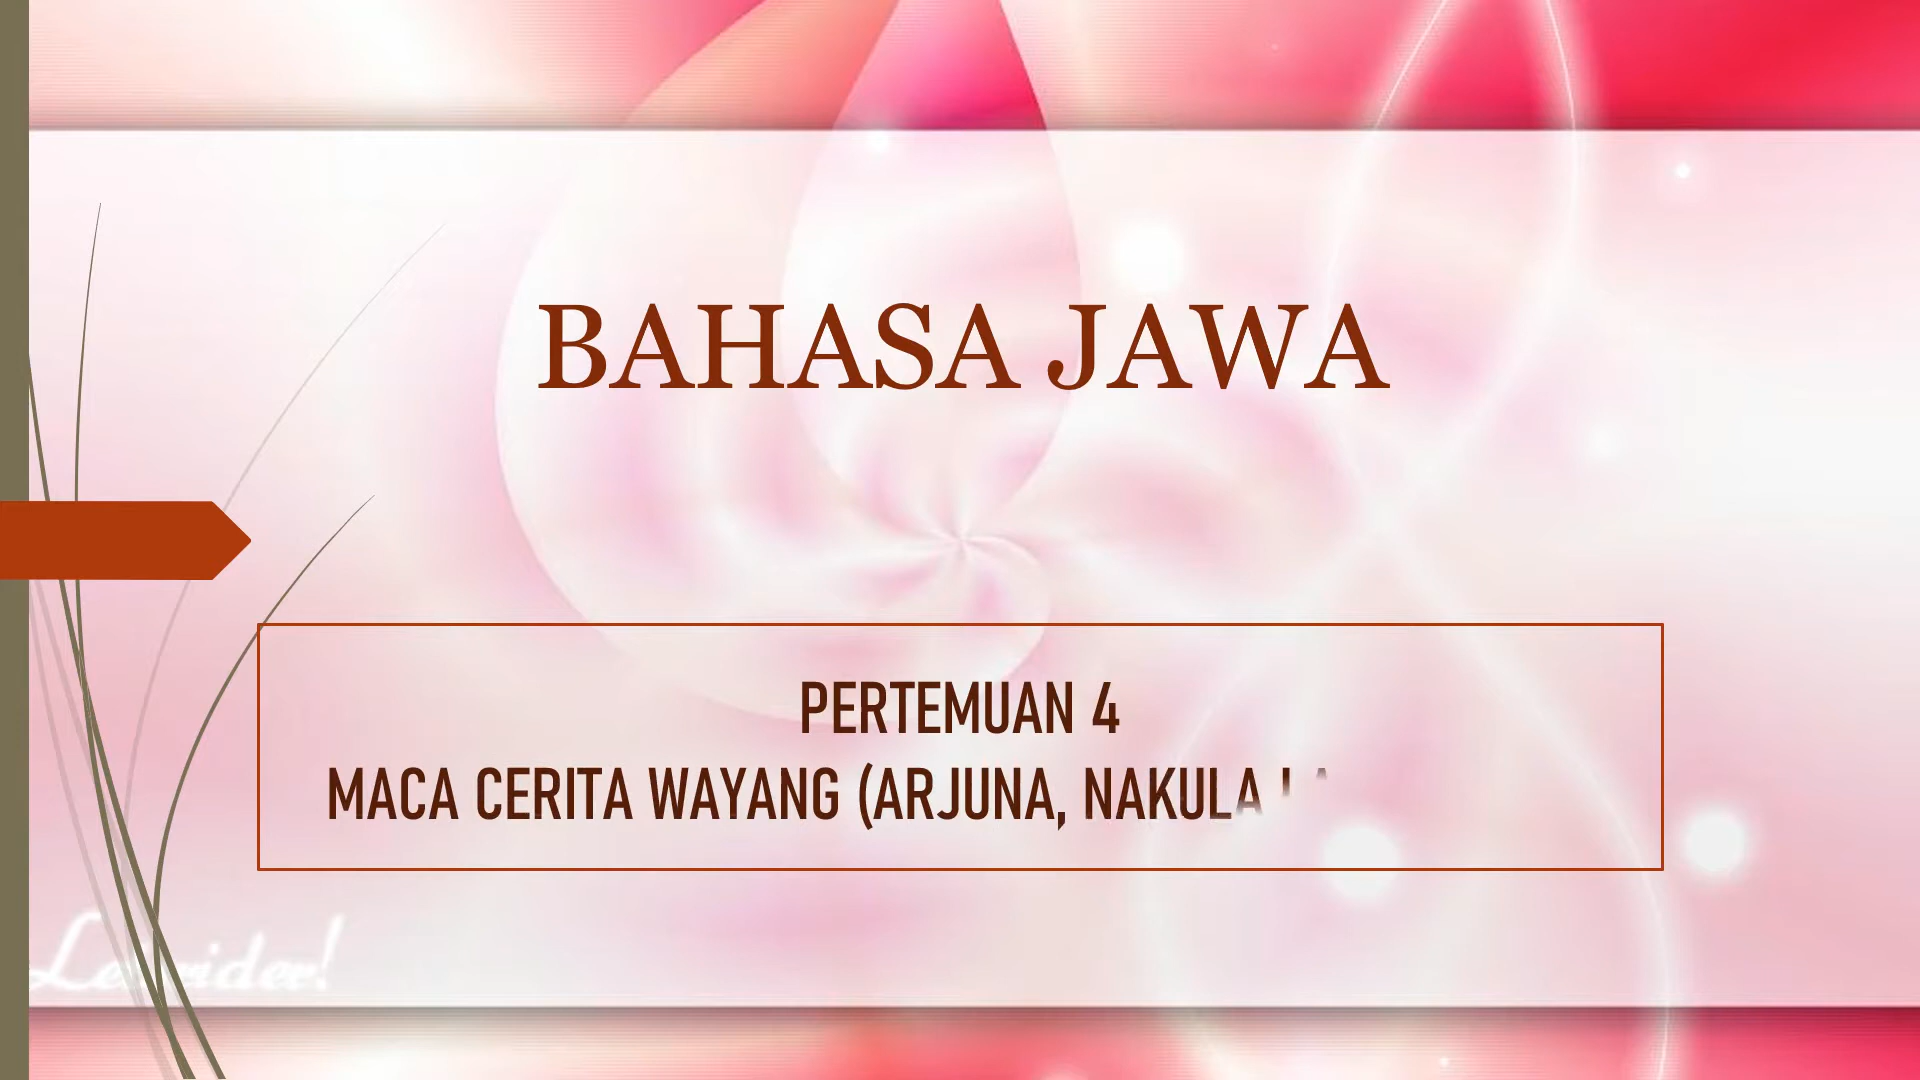 BAHASA JAWA
PERTEMUAN 4
MACA CERITA WAYANG (ARJUNA, NAKULA